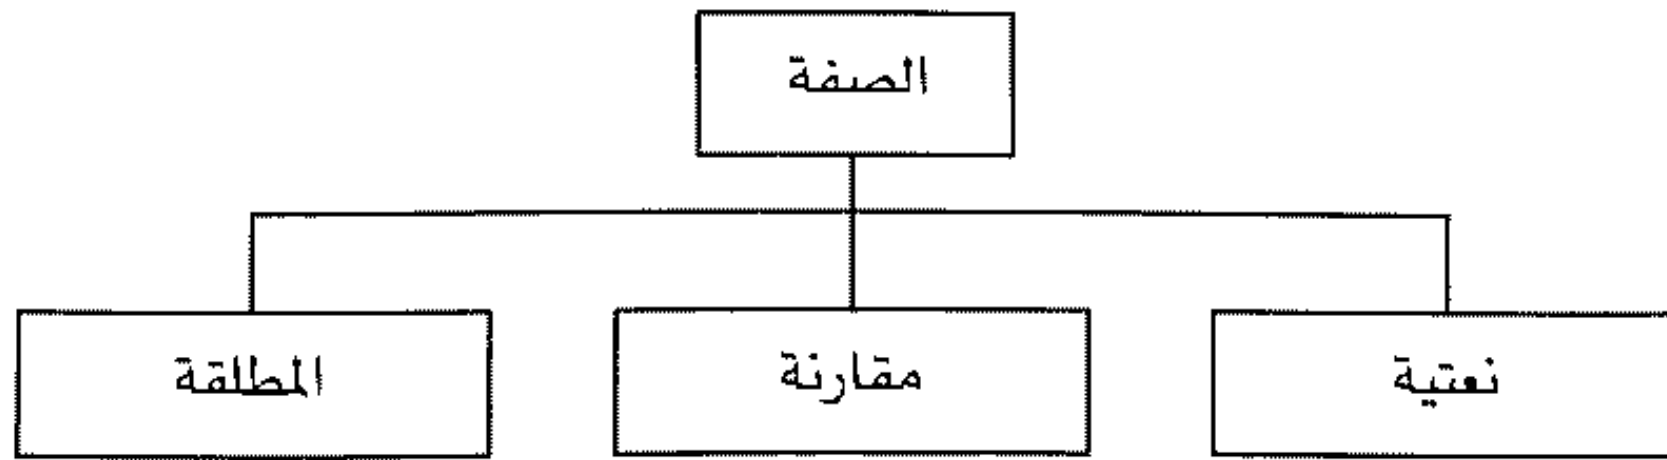 الصفة
نعتية
مقارنة
المطلقة